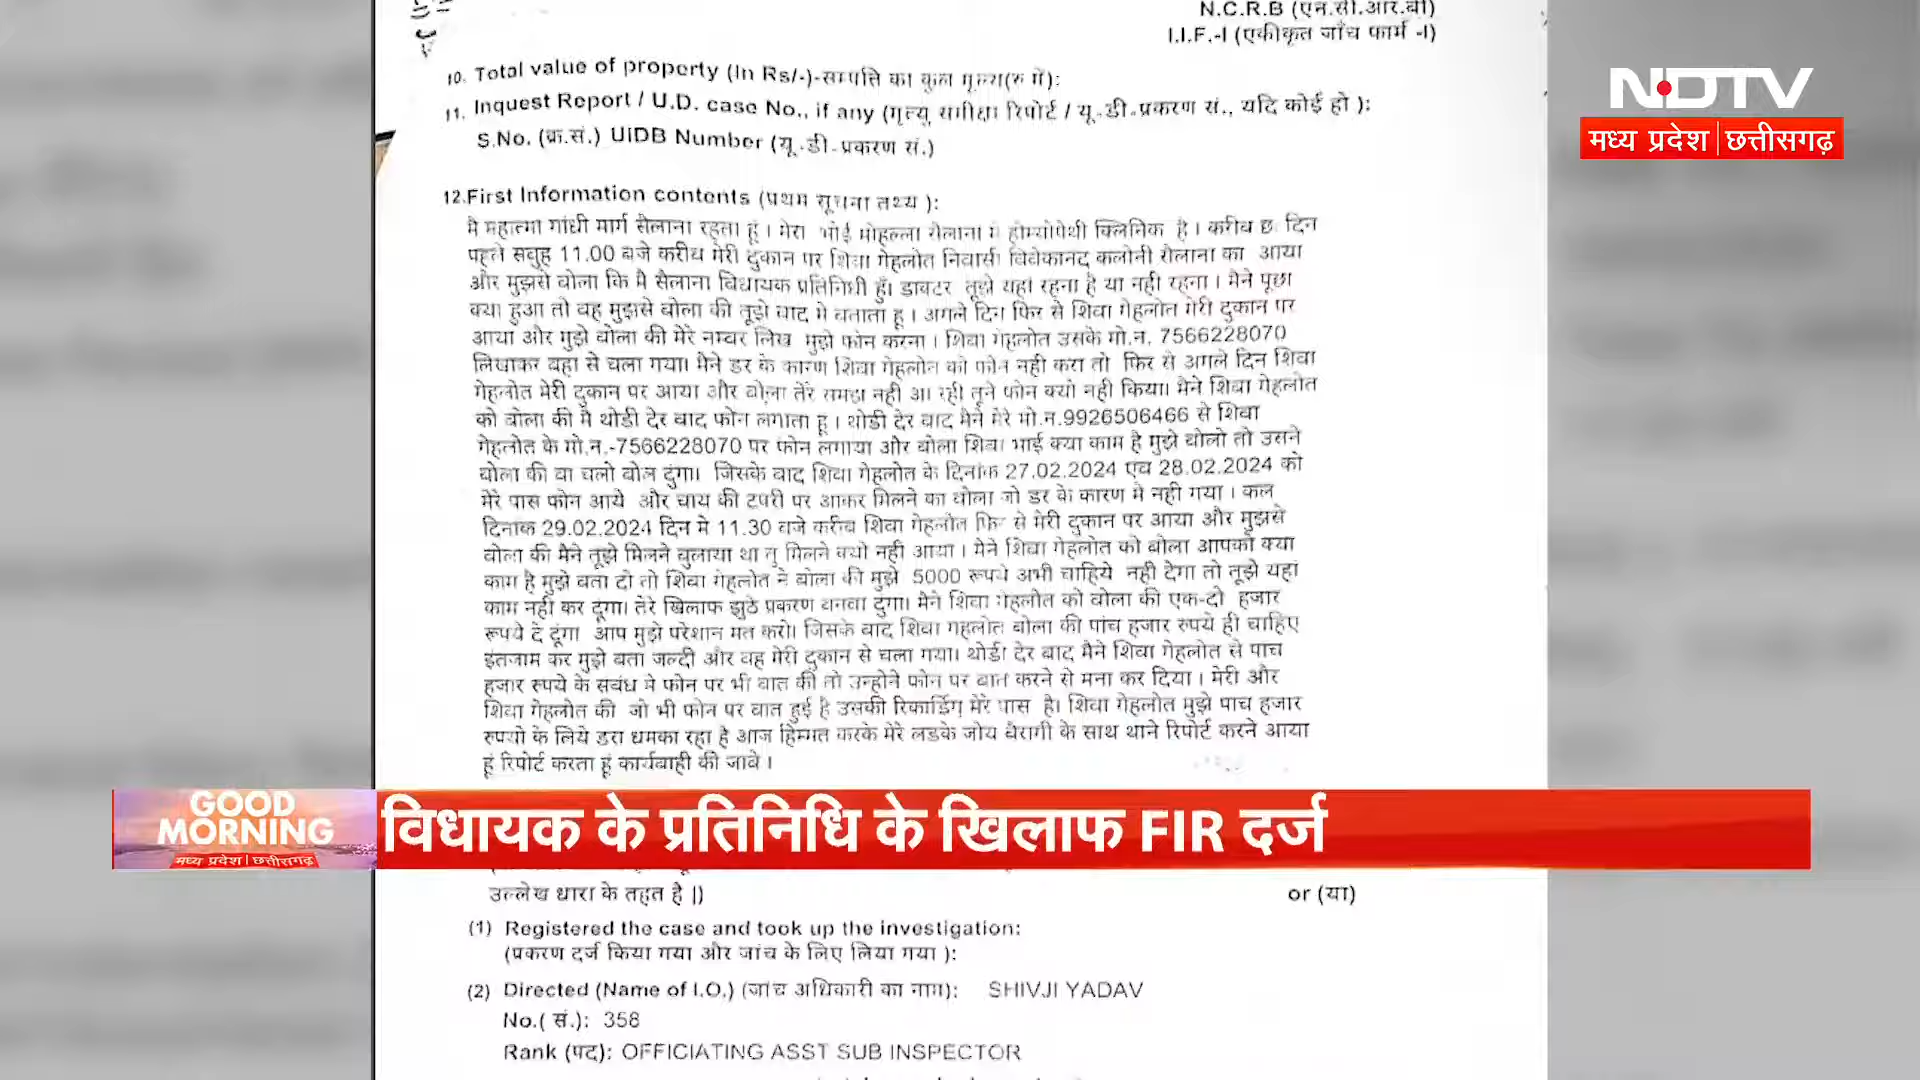 N.C.R.B (एन.सी.आर.बी)
I.I.F.-I (एकीकृत जाँच फार्म -I)
10. Total value of property (In Rs/-)-सम्पत्ति का कुल मूल्य(रु में):
11. Inquest Report / U.D. case No., if any (मृत्यु समीक्षा रिपोर्ट / यू.डी.प्रकरण सं., यदि कोई हो ):
S.No. (क्र.सं.) UIDB Number (यू.डी.प्रकरण सं.)
NDTV
मध्य प्रदेश | छत्तीसगढ़
12.First Information contents (प्रथम सूचना तथ्य ):
मै महात्मा गांधी मार्ग सैलाना रहता हूं । मेरा भोई मोहल्ला सैलाना मे होम्योपेथी क्लिनिक है । करीब छः दिन
पहले सवुह 11.00 बजे करीब मेरी दुकान पर शिवा गेहलोत निवासी विवेकानद कलोनी सैलाना का आया
और मुझसे बोला कि मै सैलाना विधायक प्रतिनिधी हुँ। डाक्टर तूझे यहां रहना है या नही रहना । मैने पूछा
क्या हुआ तो वह मुझसे बोला की तूझे बाद मे बताता हू । अगले दिन फिर से शिवा गेहलोत मेरी दुकान पर
आया और मुझे बोला की मेरे नम्बर लिख मुझे फोन करना । शिवा गेहलोत उसके मो.न. 7566228070
लिखाकर वहा से चला गया। मैने डर के कारण शिवा गेहलोत को फोन नही करा तो फिर से अगले दिन शिवा
गेहलोत मेरी दुकान पर आया और बोला तेरे समझ नही आ रही तूने फोन क्यो नही किया। मैने शिवा गेहलोत
को बोला की मै थोडी देर बाद फोन लगाता हू । थोडी देर बाद मैने मेरे मो.न.9926506466 से शिवा
गेहलोत के मो.न.-7566228070 पर फोन लगाया और बोला शिवा भाई क्या काम है मुझे बोलो तो उसने
बोला की वा चलो बोल दुंगा। जिसके बाद शिवा गेहलोत के दिनांक 27.02.2024 एव 28.02.2024 को
मेरे पास फोन आये और चाय की टपरी पर आकर मिलने का बोला जो डर के कारण मे नही गया । कल
दिनांक 29.02.2024 दिन मे 11.30 बजे करीब शिवा गेहलोत फिर से मेरी दुकान पर आया और मुझसे
बोला की मैने तूझे मिलने बुलाया था तु मिलने क्यो नही आया । मेने शिवा गेहलोत को बोला आपको क्या
काम है मुझे बता दो तो शिवा गेहलोत ने बोला की मुझे 5000 रूपये अभी चाहिये नही देगा तो तूझे यहां
काम नही कर दूंगा। तेरे खिलाफ झुठे प्रकरण बनवा दुंगा। मैने शिवा गेहलोत को बोला की एक-दो हजार
रूपये दे दूंगा आप मुझे परेशान मत करो। जिसके बाद शिवा गेहलोत बोला की पांच हजार रुपये ही चाहिए
इंतजाम कर मुझे बता जल्दी और वह मेरी दुकान से चला गया। थोडी देर बाद मैने शिवा गेहलोत से पाच
हजार रुपये के सबंध मे फोन पर भी बात की तो उन्होने फोन पर बात करने से मना कर दिया । मेरी और
शिवा गेहलोत की जो भी फोन पर बात हुई है उसकी रिकार्डिग मेरे पास है। शिवा गेहलोत मुझे पाच हजार
रुपयो के लिये डरा धमका रहा है आज हिम्मत करके मेरे लडके जोय बैरागी के साथ थाने रिपोर्ट करने आया
हूं रिपोर्ट करता हूं कार्यवाही की जावे ।
GOOD MORNING
मध्य प्रदेश | छत्तीसगढ़
विधायक के प्रतिनिधि के खिलाफ FIR दर्ज
उल्लेख धारा के तहत है |)
or (या)
(1) Registered the case and took up the investigation:
(प्रकरण दर्ज किया गया और जांच के लिए लिया गया ):
(2) Directed (Name of I.O.) (जांच अधिकारी का नाम): SHIVJI YADAV
No.( सं.): 358
Rank (पद): OFFICIATING ASST SUB INSPECTOR